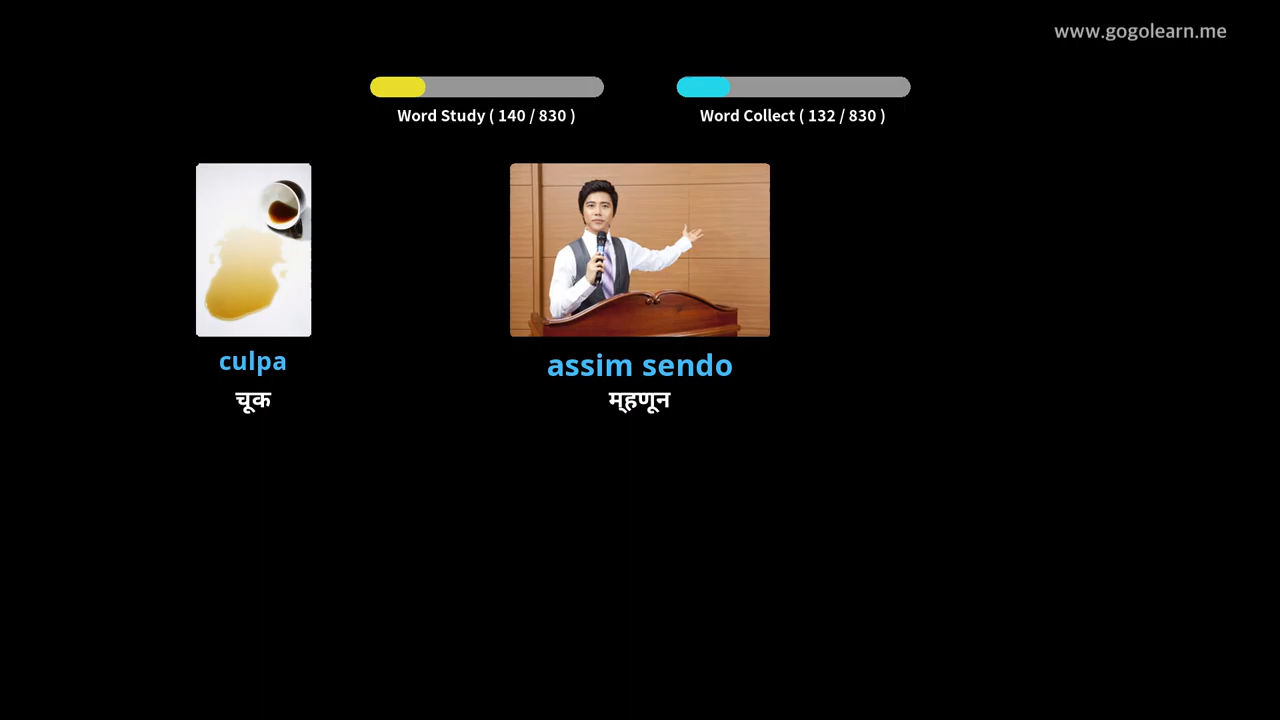 www.gogolearn.me
Word Study ( 140 / 830 )
Word Collect ( 132 / 830 )
culpa
चूक
assim sendo
म्हणून